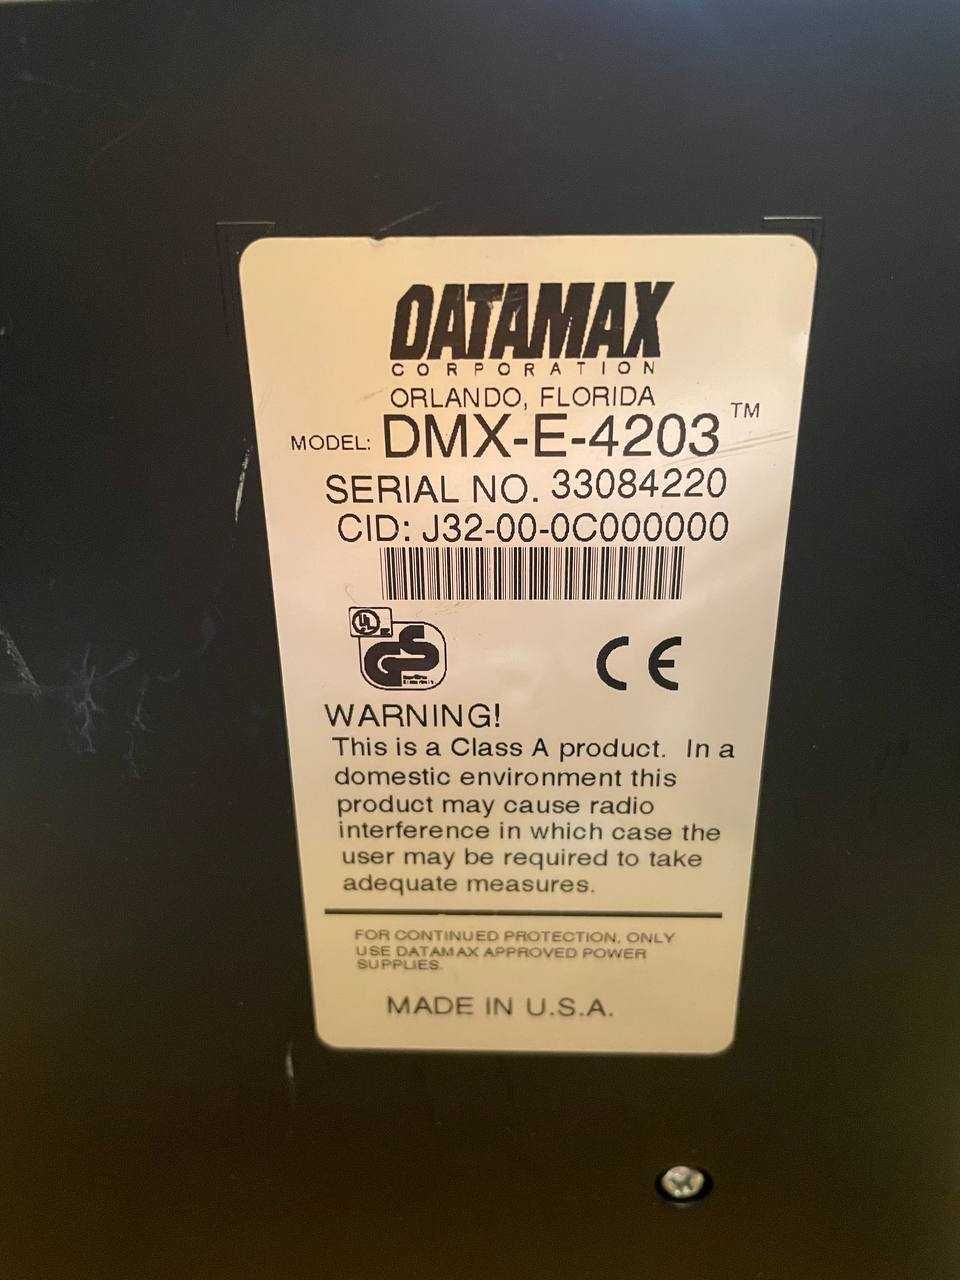 DATAMAX
CORPORATION
ORLANDO, FLORIDA
MODEL: DMX-E-4203 ™
SERIAL NO. 33084220
CID: J32-00-0C000000
UL
GS
CE
WARNING!
This is a Class A product. In a
domestic environment this
product may cause radio
interference in which case the
user may be required to take
adequate measures.
FOR CONTINUED PROTECTION, ONLY
USE DATAMAX APPROVED POWER
SUPPLIES.
MADE IN U.S.A.